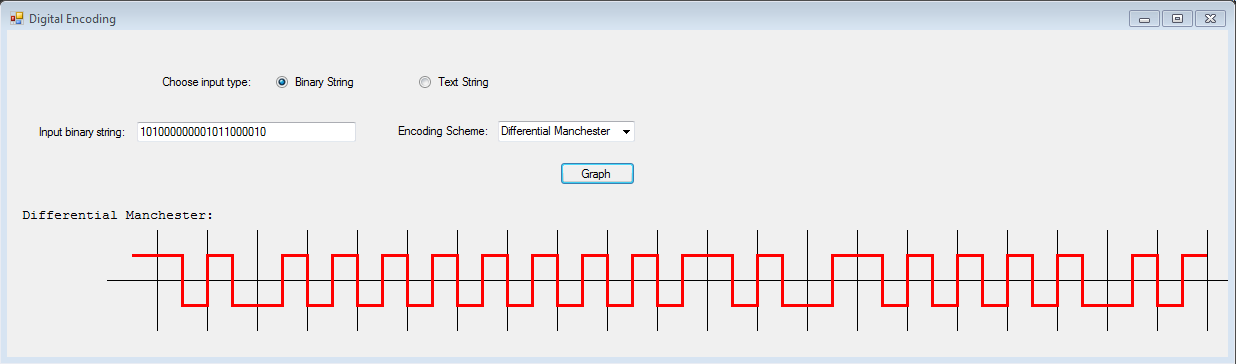 Digital Encoding
Choose input type: Binary String Text String
Input binary string: 101000000001011000010 Encoding Scheme: Differential Manchester
Graph
Differential Manchester: